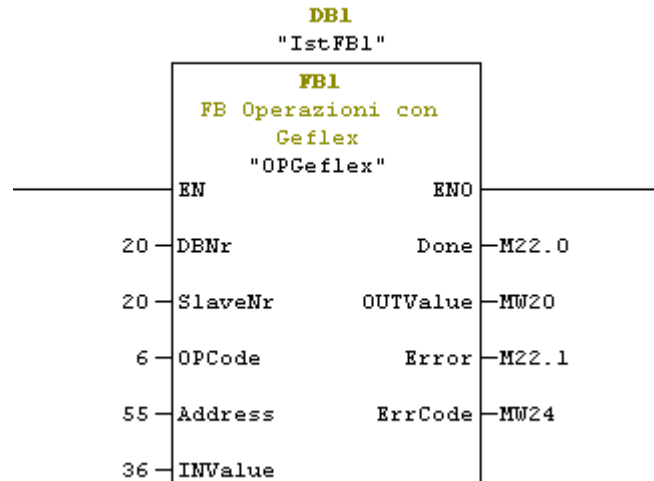 DB1
"IstFB1"
FB1
FB Operazioni con
Geflex
"OPGeflex"
EN ENO
20 DBNr Done M22.0
20 SlaveNr OUTValue MW20
6 OPCode Error M22.1
55 Address ErrCode MW24
36 INValue